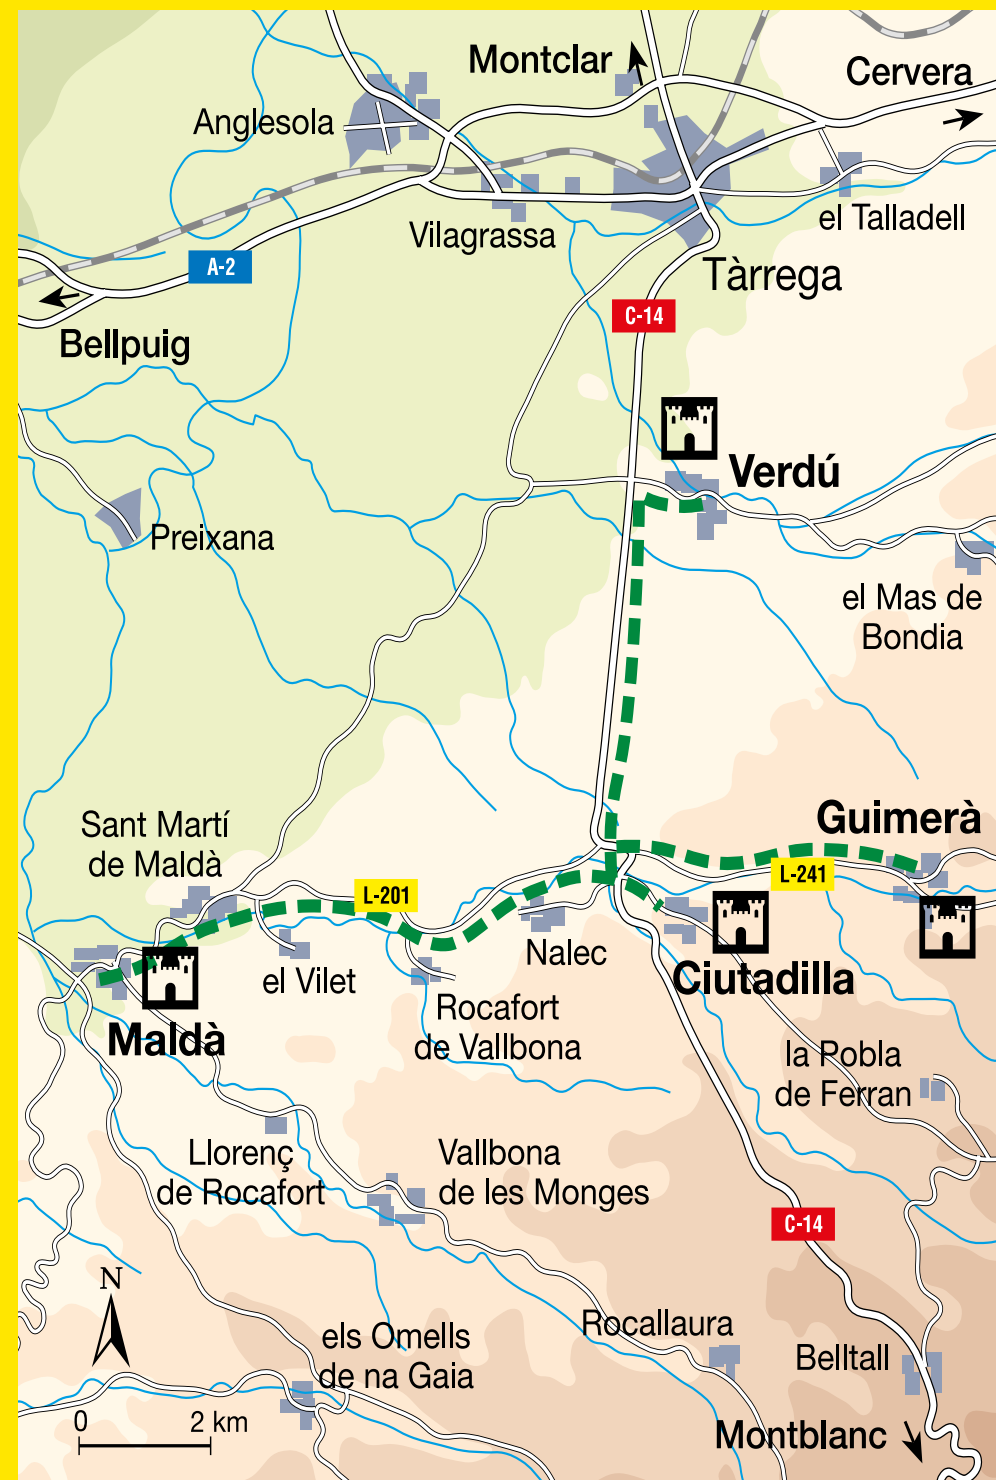 Montclar
Cervera
Anglesola
el Talladell
Vilagrassa
A-2
Tàrrega
C-14
Bellpuig
Verdú
Preixana
el Mas de
Bondia
Sant Martí
de Maldà
Guimerà
L-201
L-241
Nalec
el Vilet
Ciutadilla
Rocafort
de Vallbona
Maldà
la Pobla
de Ferran
Llorenç
de Rocafort
Vallbona
de les Monges
C-14
N
Rocallaura
els Omells
de na Gaia
Belltall
0 2 km
Montblanc